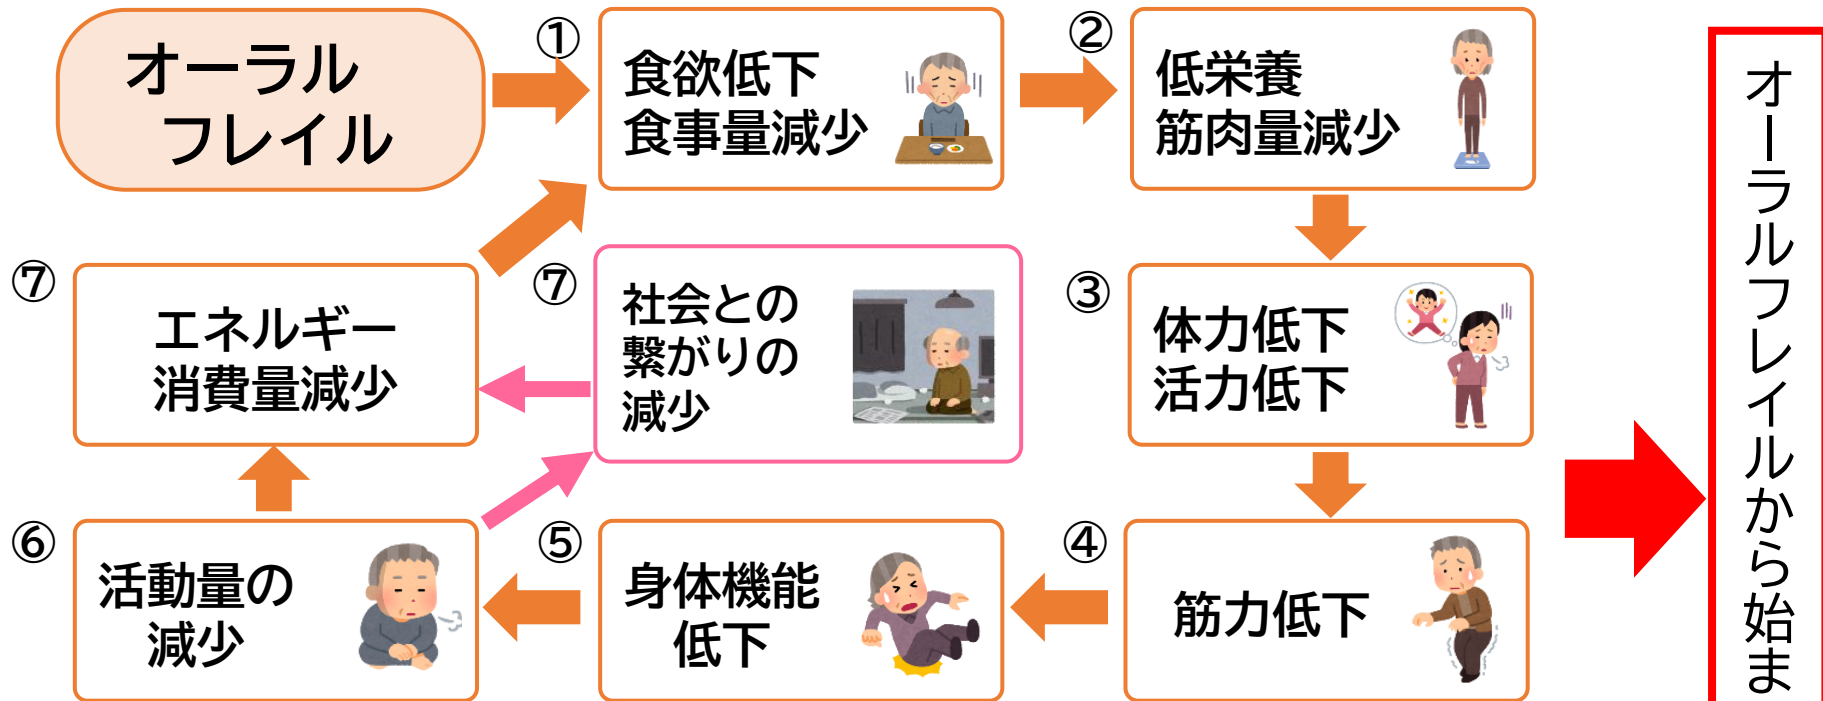 オーラル
フレイル
①
食欲低下
食事量減少
②
低栄養
筋肉量減少
③
体力低下
活力低下
④
筋力低下
⑤
身体機能
低下
⑥
活動量の
減少
⑦
エネルギー
消費量減少
⑦
社会との
繋がりの
減少
オーラルフレイルから始ま